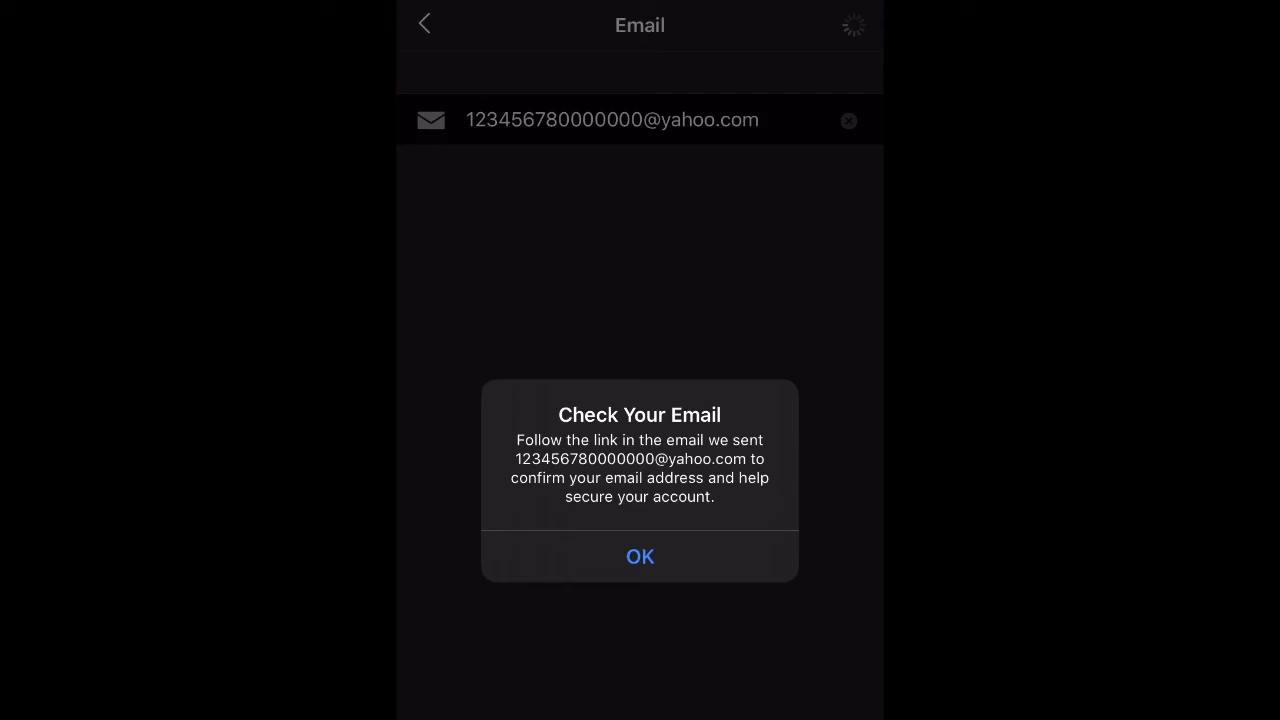 Email
123456780000000@yahoo.com
Check Your Email
Follow the link in the email we sent
123456780000000@yahoo.com to
confirm your email address and help
secure your account.
OK